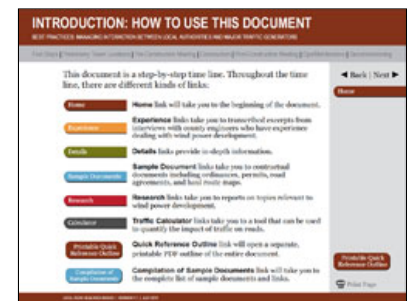 INTRODUCTION: HOW TO USE THIS DOCUMENT
BEST PRACTICES: MANAGING INTERACTION BETWEEN LOCAL AUTHORITIES AND MAJOR TRAFFIC GENERATORS
This document is a step-by-step time line. Throughout the time
line, there are different kinds of links:
◄ Back | Next ►
Home
Home
Home link will take you to the beginning of the document.
Experience
Experience links take you to transcribed excerpts from
interviews with county engineers who have experience
dealing with wind power development.
Details
Details links provide in-depth information.
Sample Documents
Sample Document links take you to contractual
documents including ordinances, permits, road
agreements, and haul route maps.
Research
Research links take you to reports on topics relevant to
wind power development.
Calculator
Traffic Calculator links take you to a tool that can be used
to quantify the impact of traffic on roads.
Printable Quick
Reference Outline
Quick Reference Outline link will open a separate,
printable PDF outline of the entire document.
Compilation of
Sample Documents
Compilation of Sample Documents link will take you to
the complete list of sample documents and links.
Printable Quick
Reference Outline
Print Page